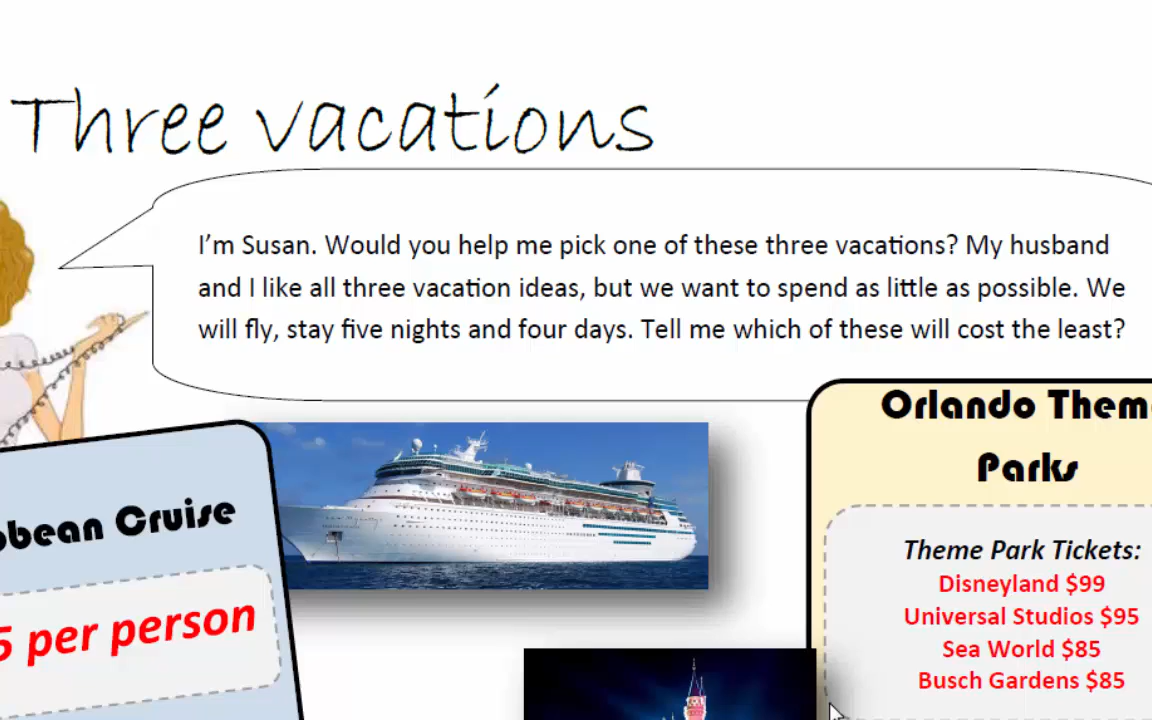 Three vacations
I'm Susan. Would you help me pick one of these three vacations? My husband
and I like all three vacation ideas, but we want to spend as little as possible. We
will fly, stay five nights and four days. Tell me which of these will cost the least?
Orlando
Parks
Cruise
Theme Park Tickets:
Disneyland $99
Universal Studios $95
Sea World $85
Busch Gardens $85
per person